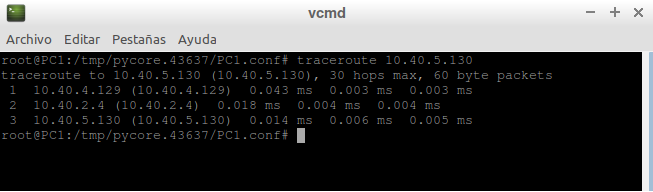 vcmd
Archivo Editar Pestañas Ayuda
root@PC1:/tmp/pycore.43637/PC1.conf# traceroute 10.40.5.130
traceroute to 10.40.5.130 (10.40.5.130), 30 hops max, 60 byte packets
1 10.40.4.129 (10.40.4.129) 0.043 ms 0.003 ms 0.003 ms
2 10.40.2.4 (10.40.2.4) 0.018 ms 0.004 ms 0.004 ms
3 10.40.5.130 (10.40.5.130) 0.014 ms 0.006 ms 0.005 ms
root@PC1:/tmp/pycore.43637/PC1.conf#